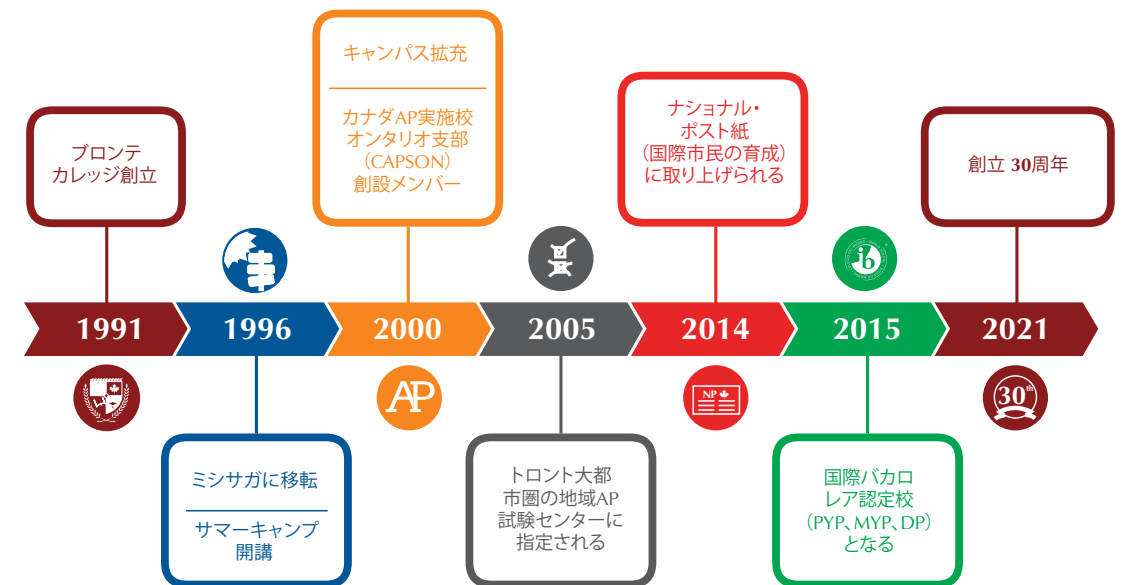 キャンパス拡充
カナダAP実施校
オンタリオ支部
(CAPSON)
創設メンバー
ブロンテ
カレッジ創立
ナショナル・
ポスト紙
(国際市民の育成)
に取り上げられる
創立 30周年
1991
1996
2000
2005
2014
2015
2021
ib
AP
NP
30th
ミシサガに移転
サマーキャンプ
開講
トロント大都
市圏の地域AP
試験センターに
指定される
国際バカロ
レア認定校
(PYP、MYP、DP)
となる